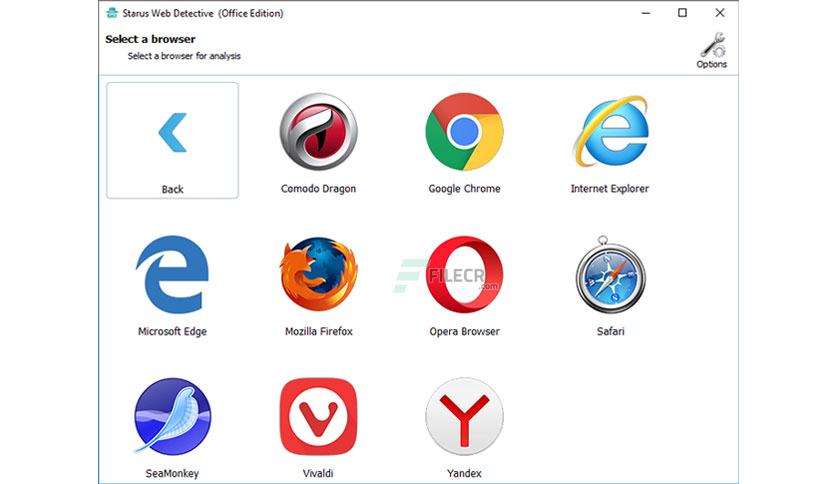 Starus Web Detective (Office Edition)
Select a browser
Select a browser for analysis
Options
Back
Comodo Dragon
Google Chrome
Internet Explorer
Microsoft Edge
Mozilla Firefox
Opera Browser
Safari
FILECR
.com
SeaMonkey
Vivaldi
Yandex